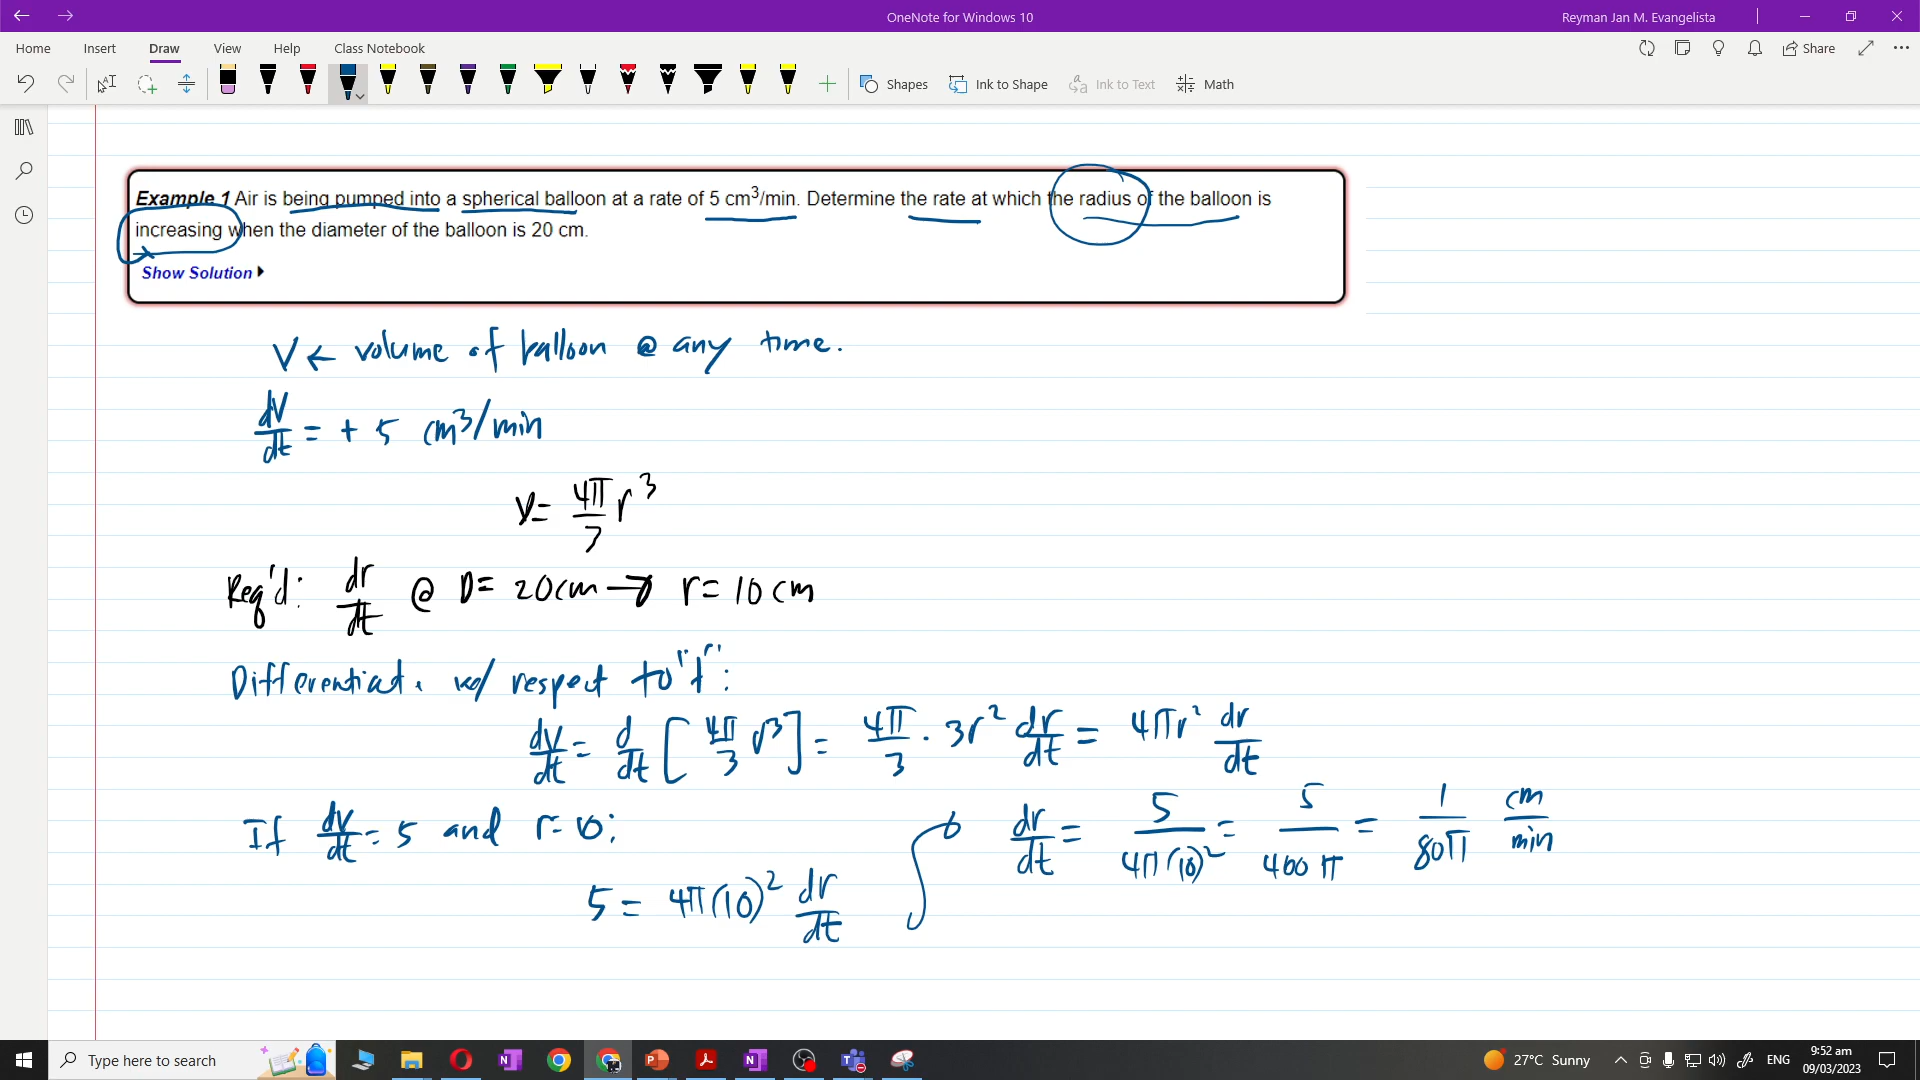 OneNote for Windows 10
Reyman Jan M. Evangelista
Home Insert Draw View Help Class Notebook
Share
Shapes Ink to Shape Ink to Text Math
Example 1 Air is being pumped into a spherical balloon at a rate of 5 cm³/min. Determine the rate at which the radius of the balloon is
increasing when the diameter of the balloon is 20 cm.
Show Solution
V ← volume of balloon @ any time.
dV/dt = + 5 cm³/min
V = 4π/3 r³
Req'd: dr/dt @ D = 20 cm → r = 10 cm
Differentiate w/ respect to "t":
dV/dt = d/dt [4π/3 r³] = 4π/3 · 3r² dr/dt = 4πr² dr/dt
If dV/dt = 5 and r = 10:
5 = 4π(10)² dr/dt
dr/dt = 5/4π(10)² = 5/400π = 1/80π cm/min
Type here to search
27°C Sunny
ENG
9:52 am
09/03/2023